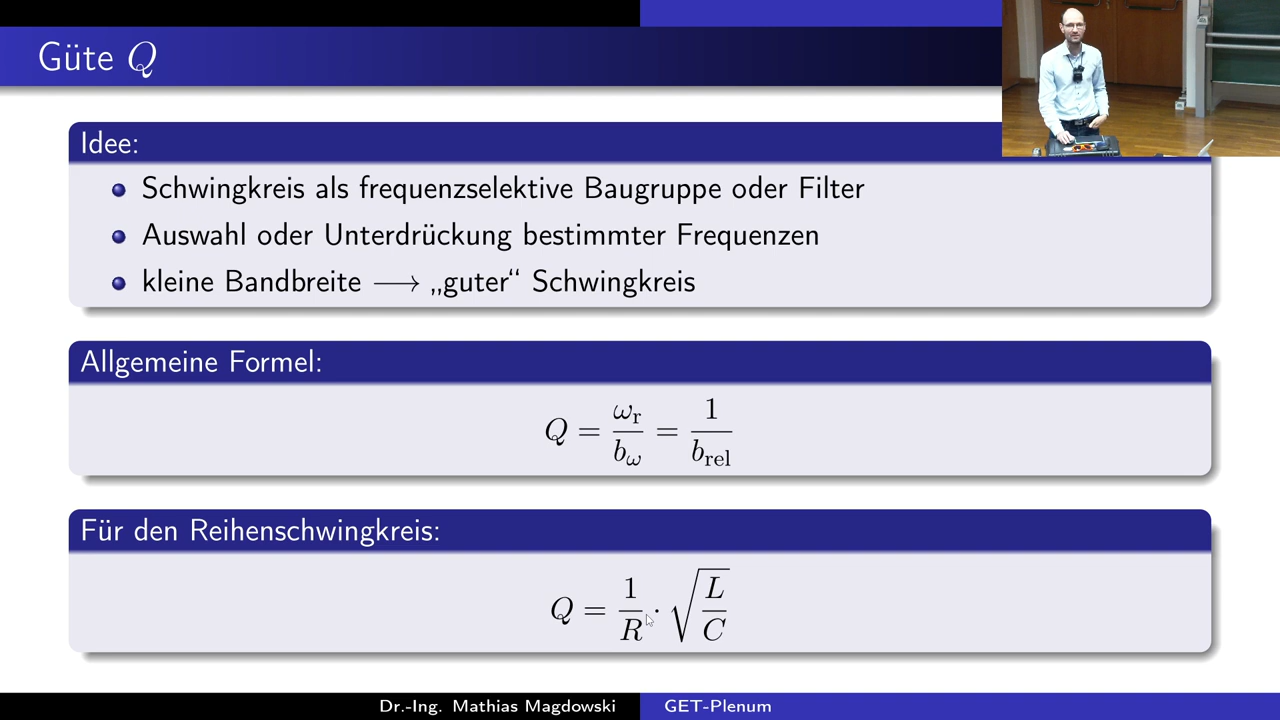 Güte Q
Idee:
Schwingkreis als frequenzselektive Baugruppe oder Filter
Auswahl oder Unterdrückung bestimmter Frequenzen
kleine Bandbreite ⟶ „guter“ Schwingkreis
Allgemeine Formel:
Q = ω_r / b_ω = 1 / b_rel
Für den Reihenschwingkreis:
Q = 1/R · √(L/C)
Dr.-Ing. Mathias Magdowski GET-Plenum